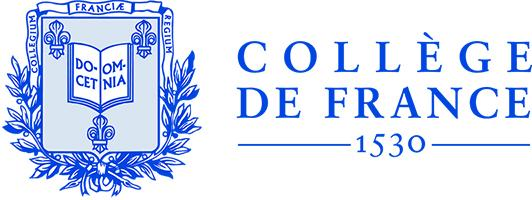 COLLEGIUM FRANCIÆ REGIUM
DO- OM-
CET NIA
COLLÈGE
DE FRANCE
1530